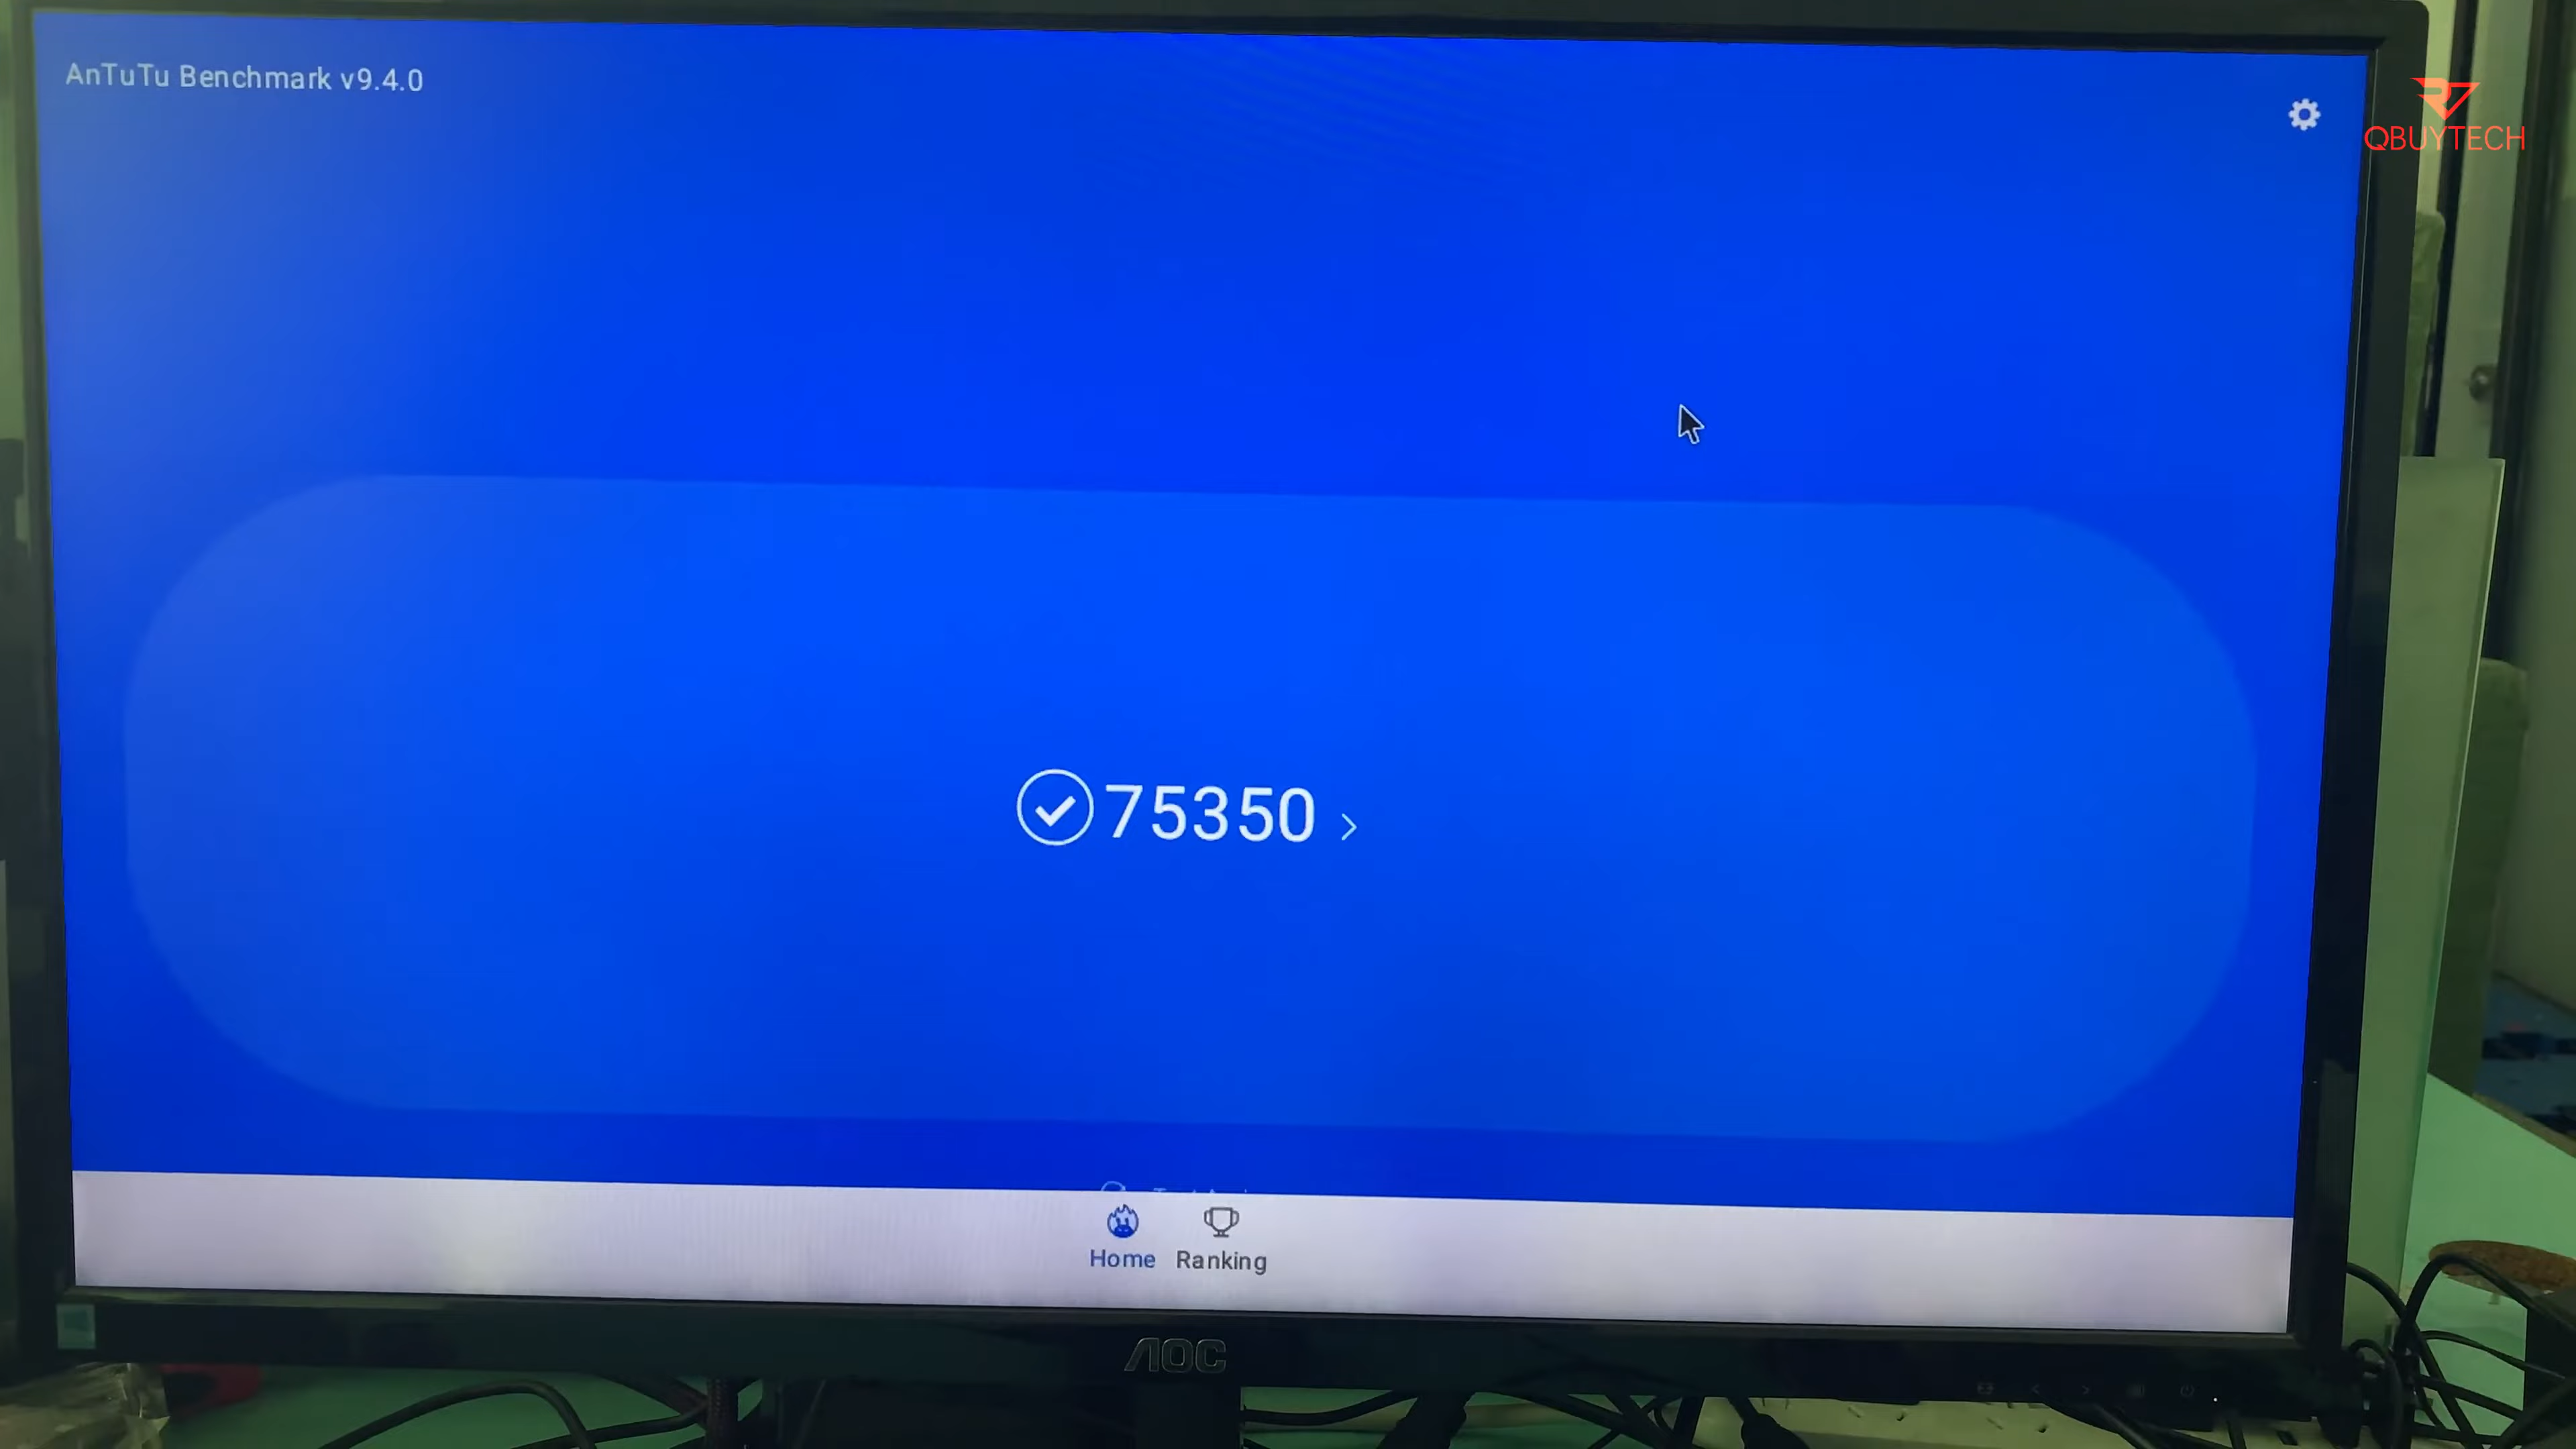 AnTuTu Benchmark v9.4.0
QBUYTECH
75350
Home
Ranking
AOC